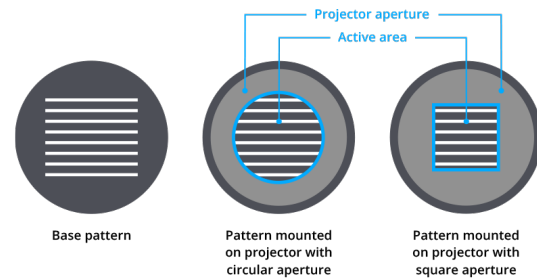 Projector aperture
Active area
Base pattern
Pattern mounted
on projector with
circular aperture
Pattern mounted
on projector with
square aperture